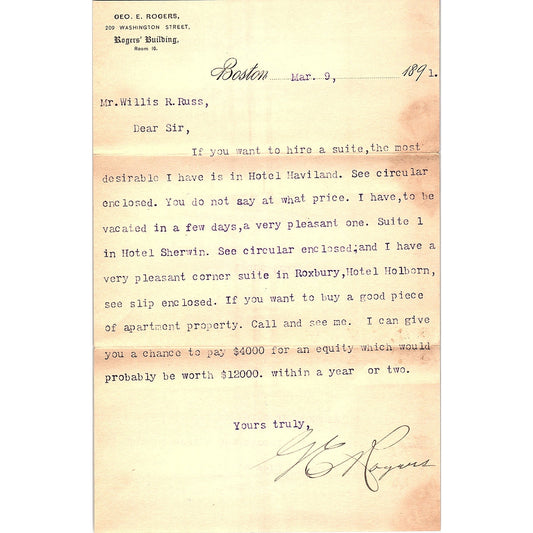 GEO. E. ROGERS,
209 WASHINGTON STREET,
Rogers' Building,
Room 16.
Boston Mar. 9, 1891.
Mr.Willis R.Russ,
Dear Sir,
If you want to hire a suite,the most
desirable I have is in Hotel Haviland. See circular
enclosed. You do not say at what price. I have,to be
vacated in a few days,a very pleasant one. Suite 1
in Hotel Sherwin. See circular enclosed;and I have a
very pleasant corner suite in Roxbury,Hotel Holborn,
see slip enclosed. If you want to buy a good piece
of apartment property. Call and see me. I can give
you a chance to pay $4000 for an equity which would
probably be worth $12000. within a year or two.
Yours truly,
G E Rogers